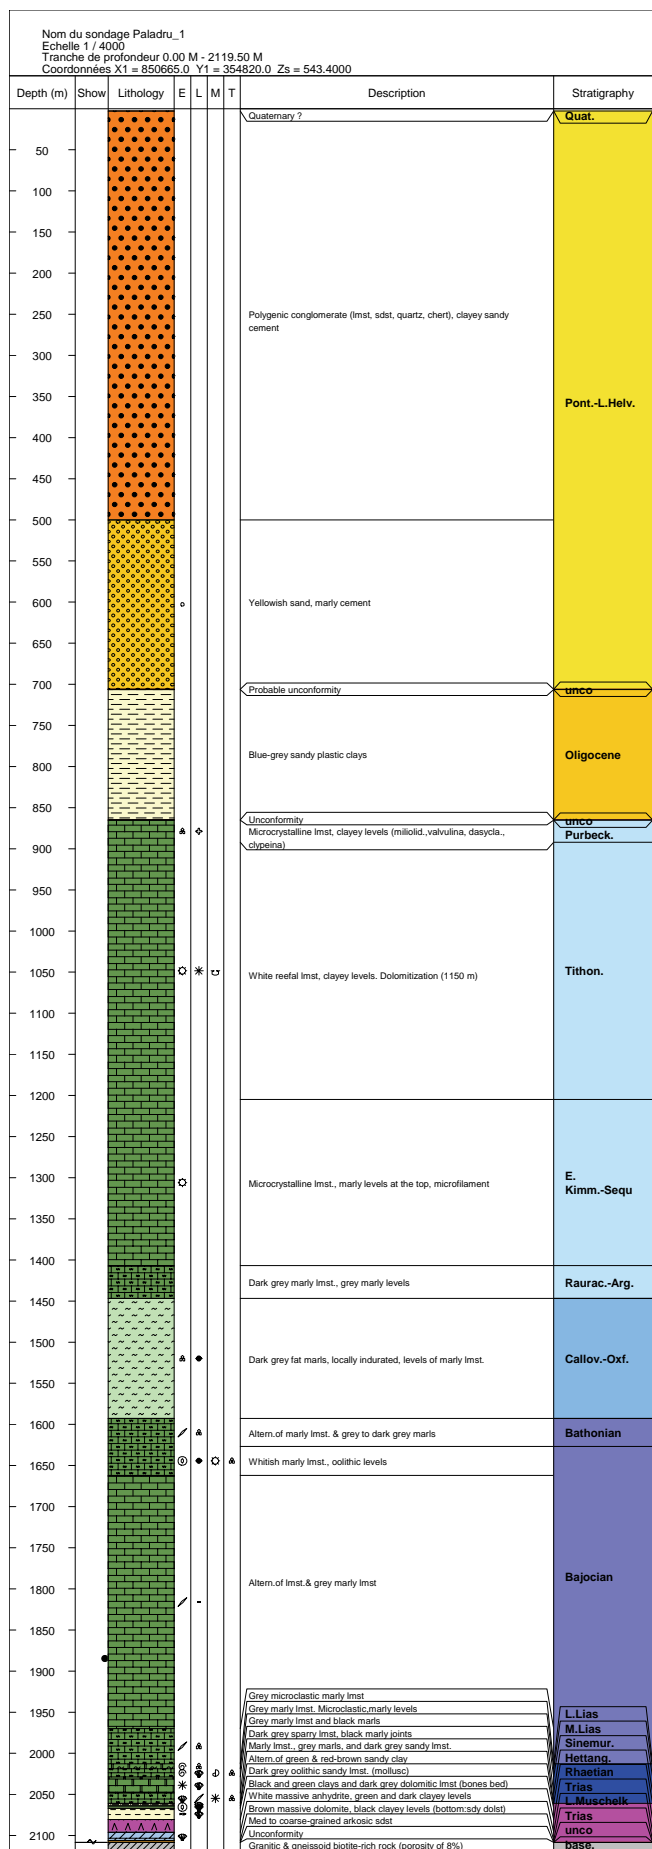 Nom du sondage Paladru_1
Echelle 1 / 4000
Tranche de profondeur 0.00 M - 2119.50 M
Coordonnées X1 = 850665.0 Y1 = 354820.0 Zs = 543.4000
Depth (m) Show Lithology E L M T Description Stratigraphy
Quaternary ? Quat.
50
100
150
200
250
Polygenic conglomerate (lmst, sdst, quartz, chert), clayey sandy
cement
300
350
Pont.-L.Helv.
400
450
500
550
600
Yellowish sand, marly cement
650
700
Probable unconformity unco
750
Blue-grey sandy plastic clays Oligocene
800
850
Unconformity unco
Microcrystalline lmst, clayey levels (miliolid.,valvulina, dasycla.,
clypeina)
Purbeck.
900
950
1000
1050
White reefal lmst, clayey levels. Dolomitization (1150 m) Tithon.
1100
1150
1200
1250
1300
Microcrystalline lmst., marly levels at the top, microfilament
E.
Kimm.-Sequ
1350
1400
Dark grey marly lmst., grey marly levels Raurac.-Arg.
1450
1500
Dark grey fat marls, locally indurated, levels of marly lmst. Callov.-Oxf.
1550
1600
Altern.of marly lmst. & grey to dark grey marls Bathonian
1650
Whitish marly lmst., oolithic levels
1700
1750
Altern.of lmst.& grey marly lmst Bajocian
1800
1850
1900
Grey microclastic marly lmst
Grey marly lmst. Microclastic,marly levels
1950
L.Lias
Grey marly lmst and black marls
M.Lias
Dark grey sparry lmst, black marly joints
Sinemur.
Marly lmst., grey marls, and dark grey sandy lmst.
2000
Hettang.
Altern.of green & red-brown sandy clay
Rhaetian
Dark grey oolithic sandy lmst. (mollusc)
Trias
Black and green clays and dark grey dolomitic lmst (bones bed)
2050
L.Muschelk
White massive anhydrite, green and dark clayey levels
Trias
Brown massive dolomite, black clayey levels (bottom:sdy dolst)
unco
Med to coarse-grained arkosic sdst
2100
Unconformity
base.
Granitic & gneissoid biotite-rich rock (porosity of 8%)